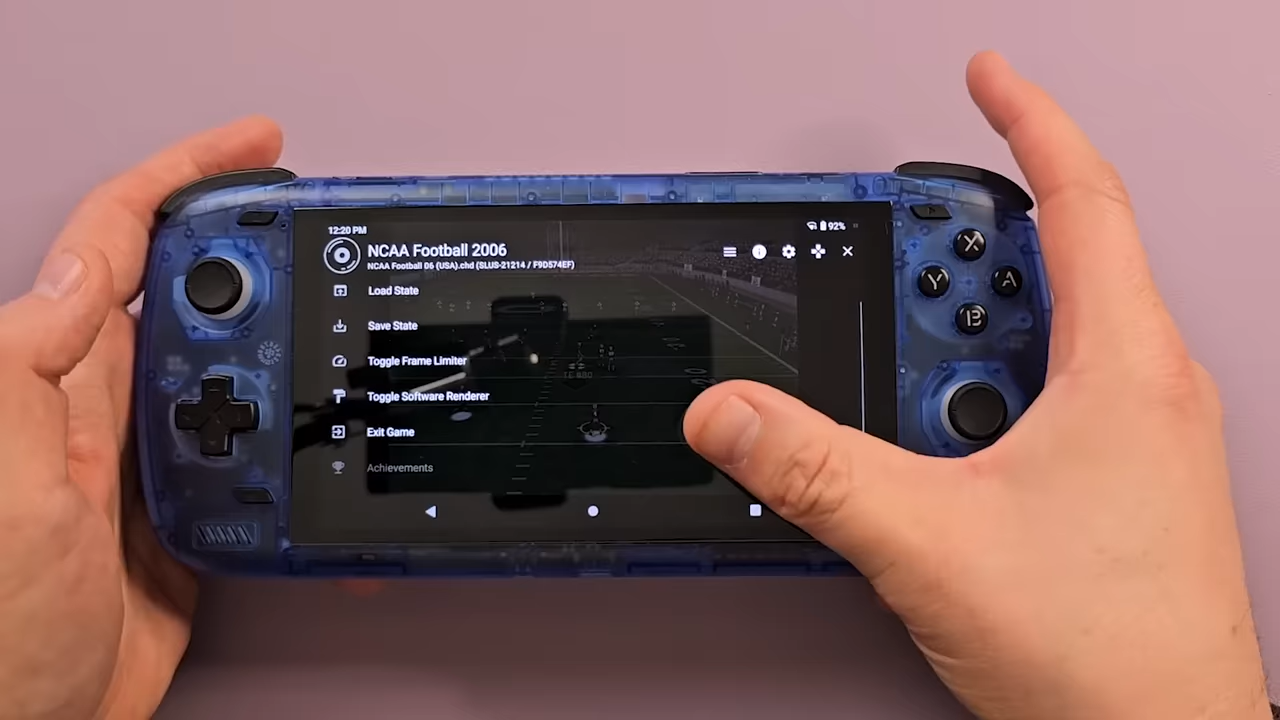 12:20 PM
92%
NCAA Football 2006
NCAA Football 06 (USA).chd (SLUS-21214 / F9D574EF)
Load State
Save State
Toggle Frame Limiter
Toggle Software Renderer
Exit Game
Achievements
X
Y
A
B